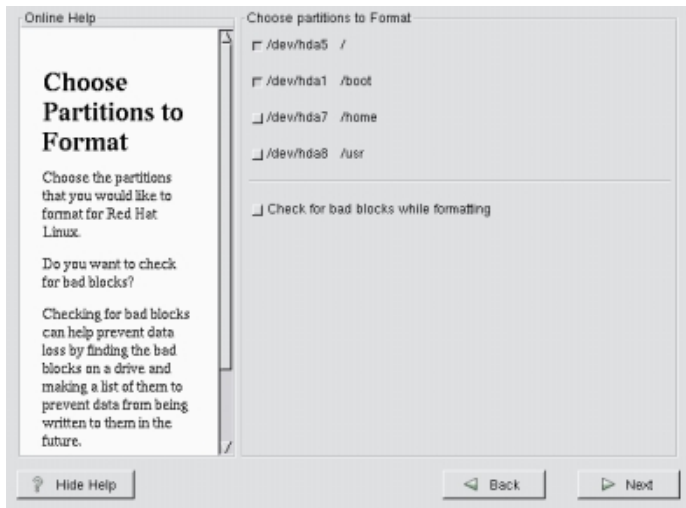 Online Help
Choose
Partitions to
Format
Choose the partitions
that you would like to
format for Red Hat
Linux.
Do you want to check
for bad blocks?
Checking for bad blocks
can help prevent data
loss by finding the bad
blocks on a drive and
making a list of them to
prevent data from being
written to them in the
future.
Choose partitions to Format
/dev/hda5 /
/dev/hda1 /boot
/dev/hda7 /home
/dev/hda8 /usr
Check for bad blocks while formatting
? Hide Help
Back
Next